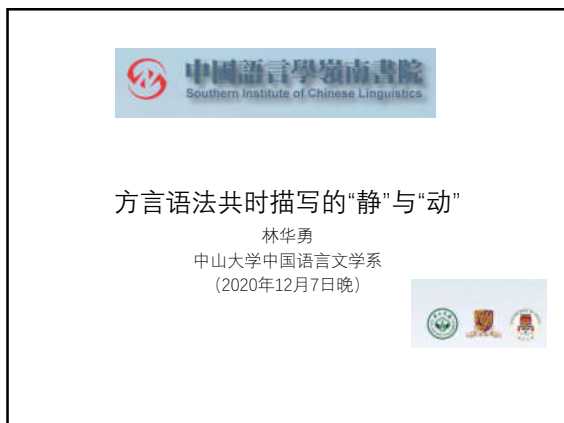 中國語言學嶺南書院
Southern Institute of Chinese Linguistics
方言语法共时描写的“静”与“动”
林华勇
中山大学中国语言文学系
（2020年12月7日晚）